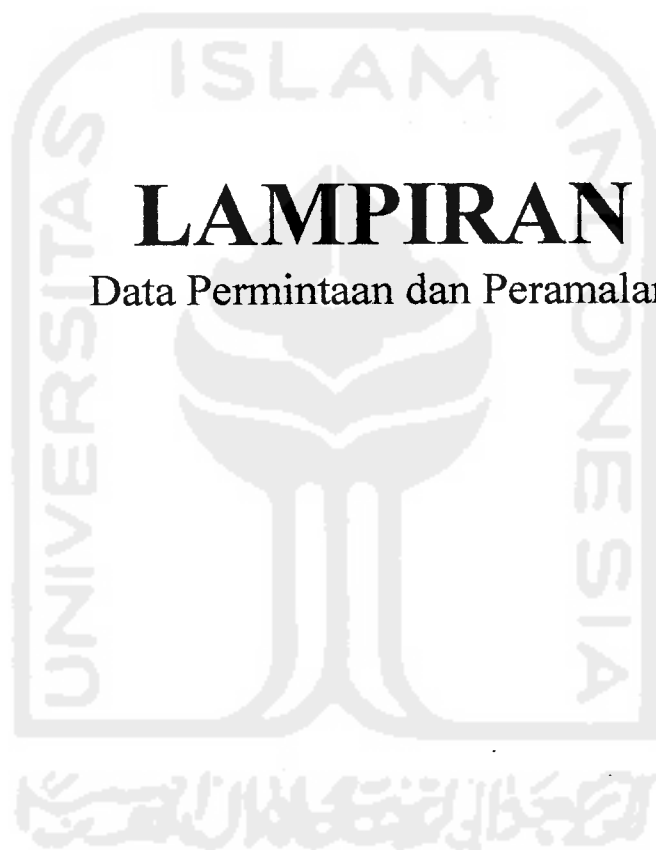 ISLAM
UNIVERSITAS
INDONESIA
LAMPIRAN
Data Permintaan dan Peramalan